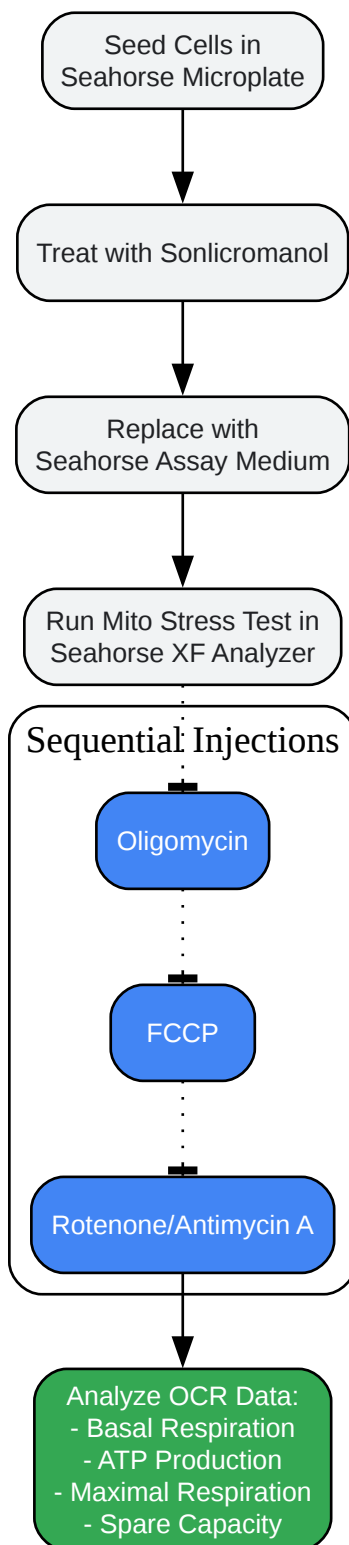 Seed Cells in
Seahorse Microplate
Treat with Sonlicromanol
Replace with
Seahorse Assay Medium
Run Mito Stress Test in
Seahorse XF Analyzer
Sequential Injections
Oligomycin
FCCP
Rotenone/Antimycin A
Analyze OCR Data:
- Basal Respiration
- ATP Production
- Maximal Respiration
- Spare Capacity